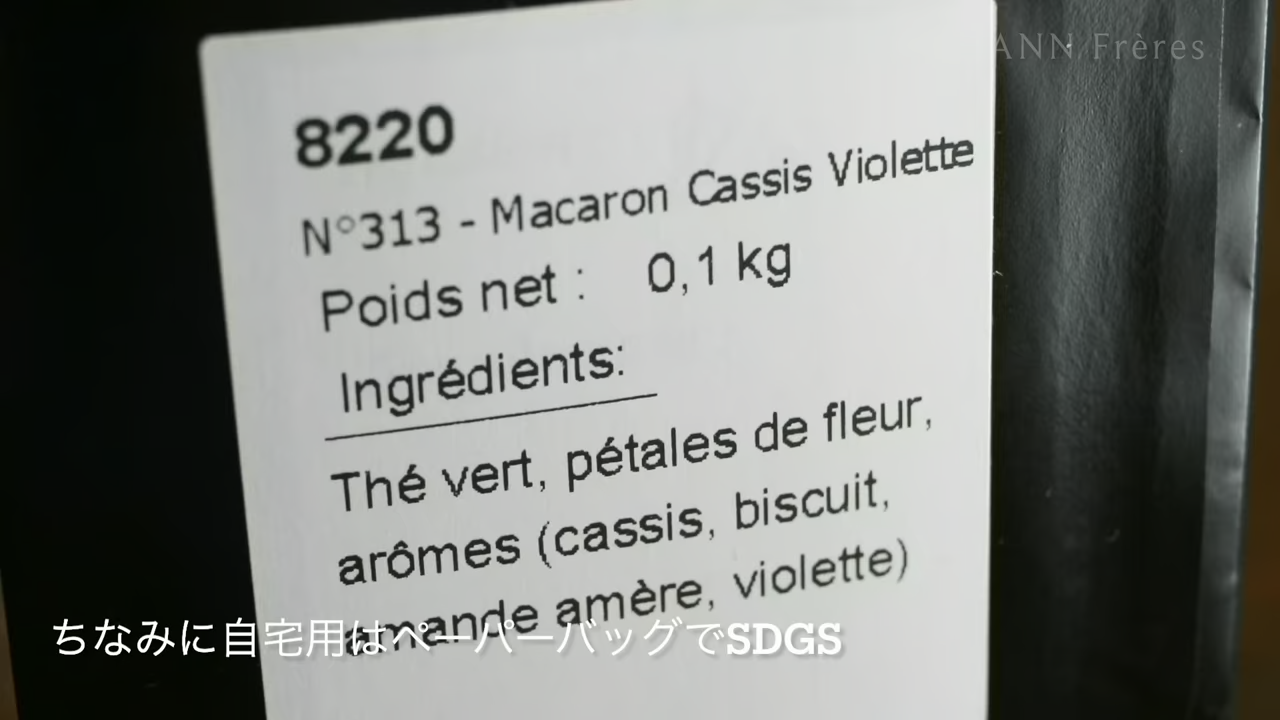 ANN Frères
8220
N°313 - Macaron Cassis Violette
Poids net : 0,1 kg
Ingrédients:
Thé vert, pétales de fleur,
arômes (cassis, biscuit,
amande amère, violette)
ちなみに自宅用はペーパーバッグでSDGS